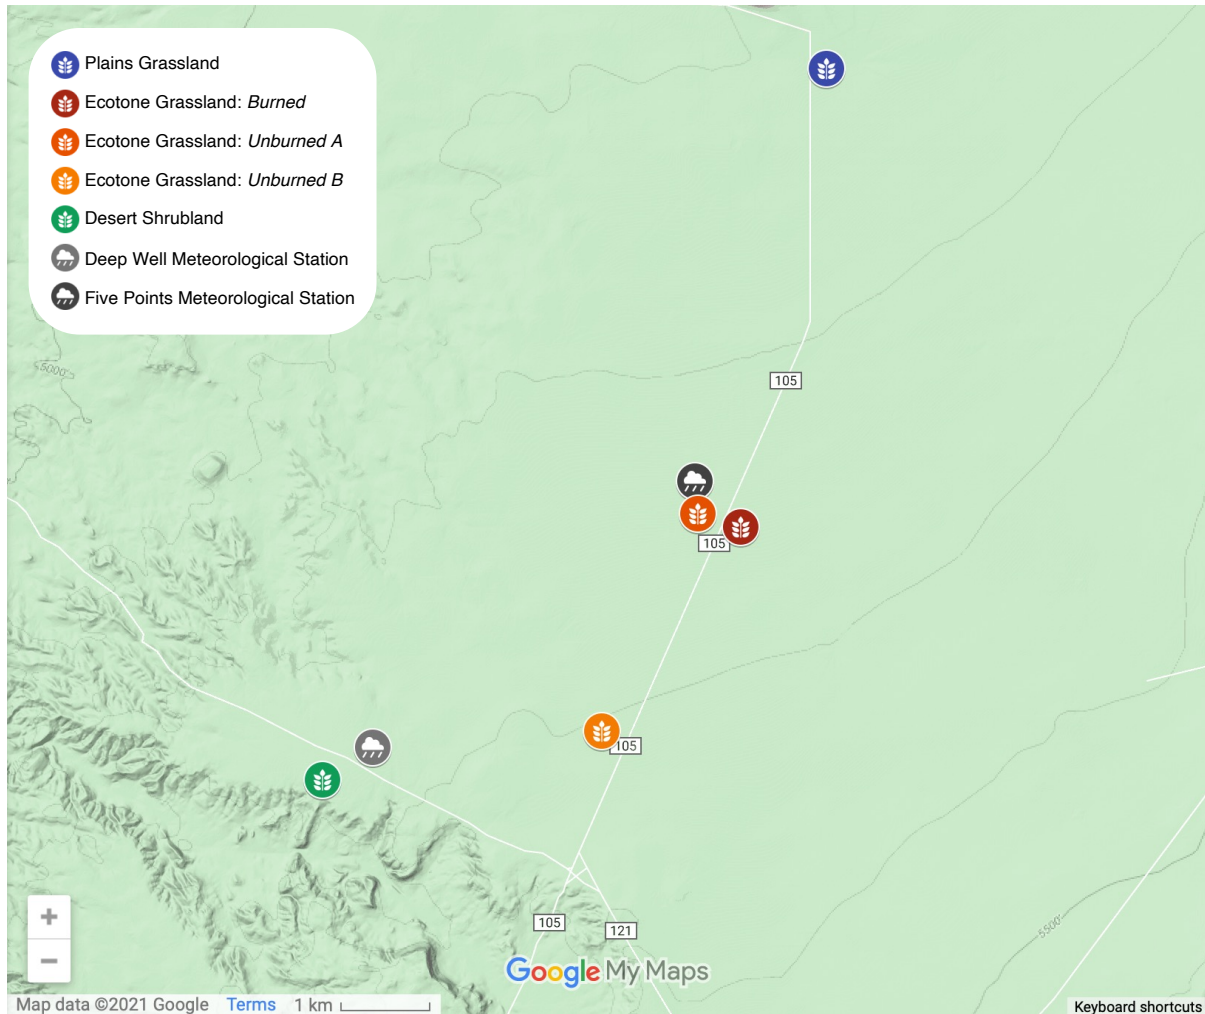 Plains Grassland
Ecotone Grassland: Burned
Ecotone Grassland: Unburned A
Ecotone Grassland: Unburned B
Desert Shrubland
Deep Well Meteorological Station
Five Points Meteorological Station
5000'
105
105
105
105
121
5500'
Google My Maps
+
−
Map data ©2021 Google Terms 1 km
Keyboard shortcuts